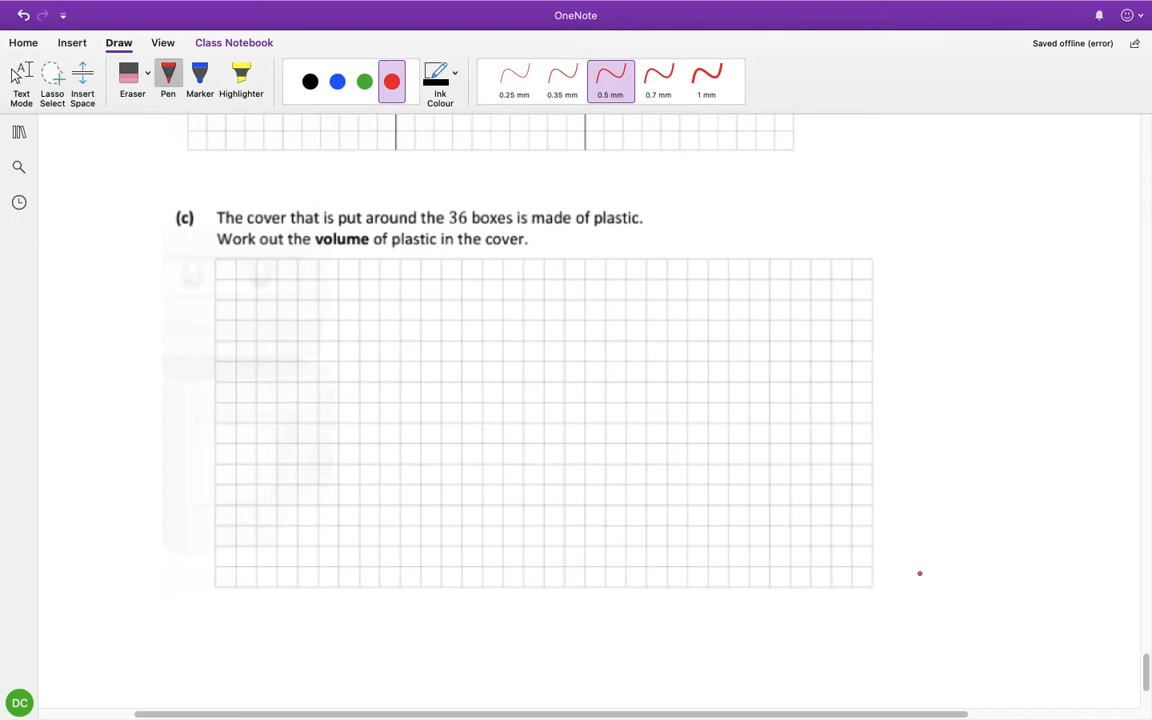 OneNote
Home Insert Draw View Class Notebook Saved offline (error)
Text Mode Lasso Select Insert Space Eraser Pen Marker Highlighter Ink Colour 0.25 mm 0.35 mm 0.5 mm 0.7 mm 1 mm
(c) The cover that is put around the 36 boxes is made of plastic.
Work out the volume of plastic in the cover.
DC